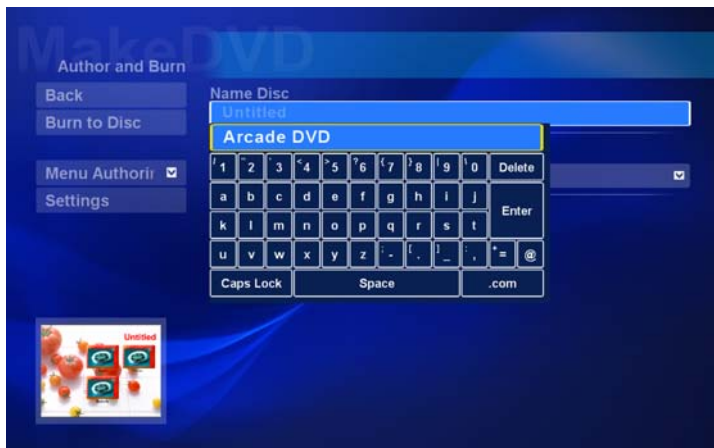 MakeDVD
Author and Burn
Back
Burn to Disc
Menu Authorin
Settings
Name Disc
Untitled
Arcade DVD
! 1 " 2 ' 3 < 4 > 5 ? 6 { 7 } 8 | 9 \ 0 Delete
a b c d e f g h i j
Enter
k l m n o p q r s t
u v w x y z ; - [ . ] _ : , + = @
Caps Lock Space .com
Untitled